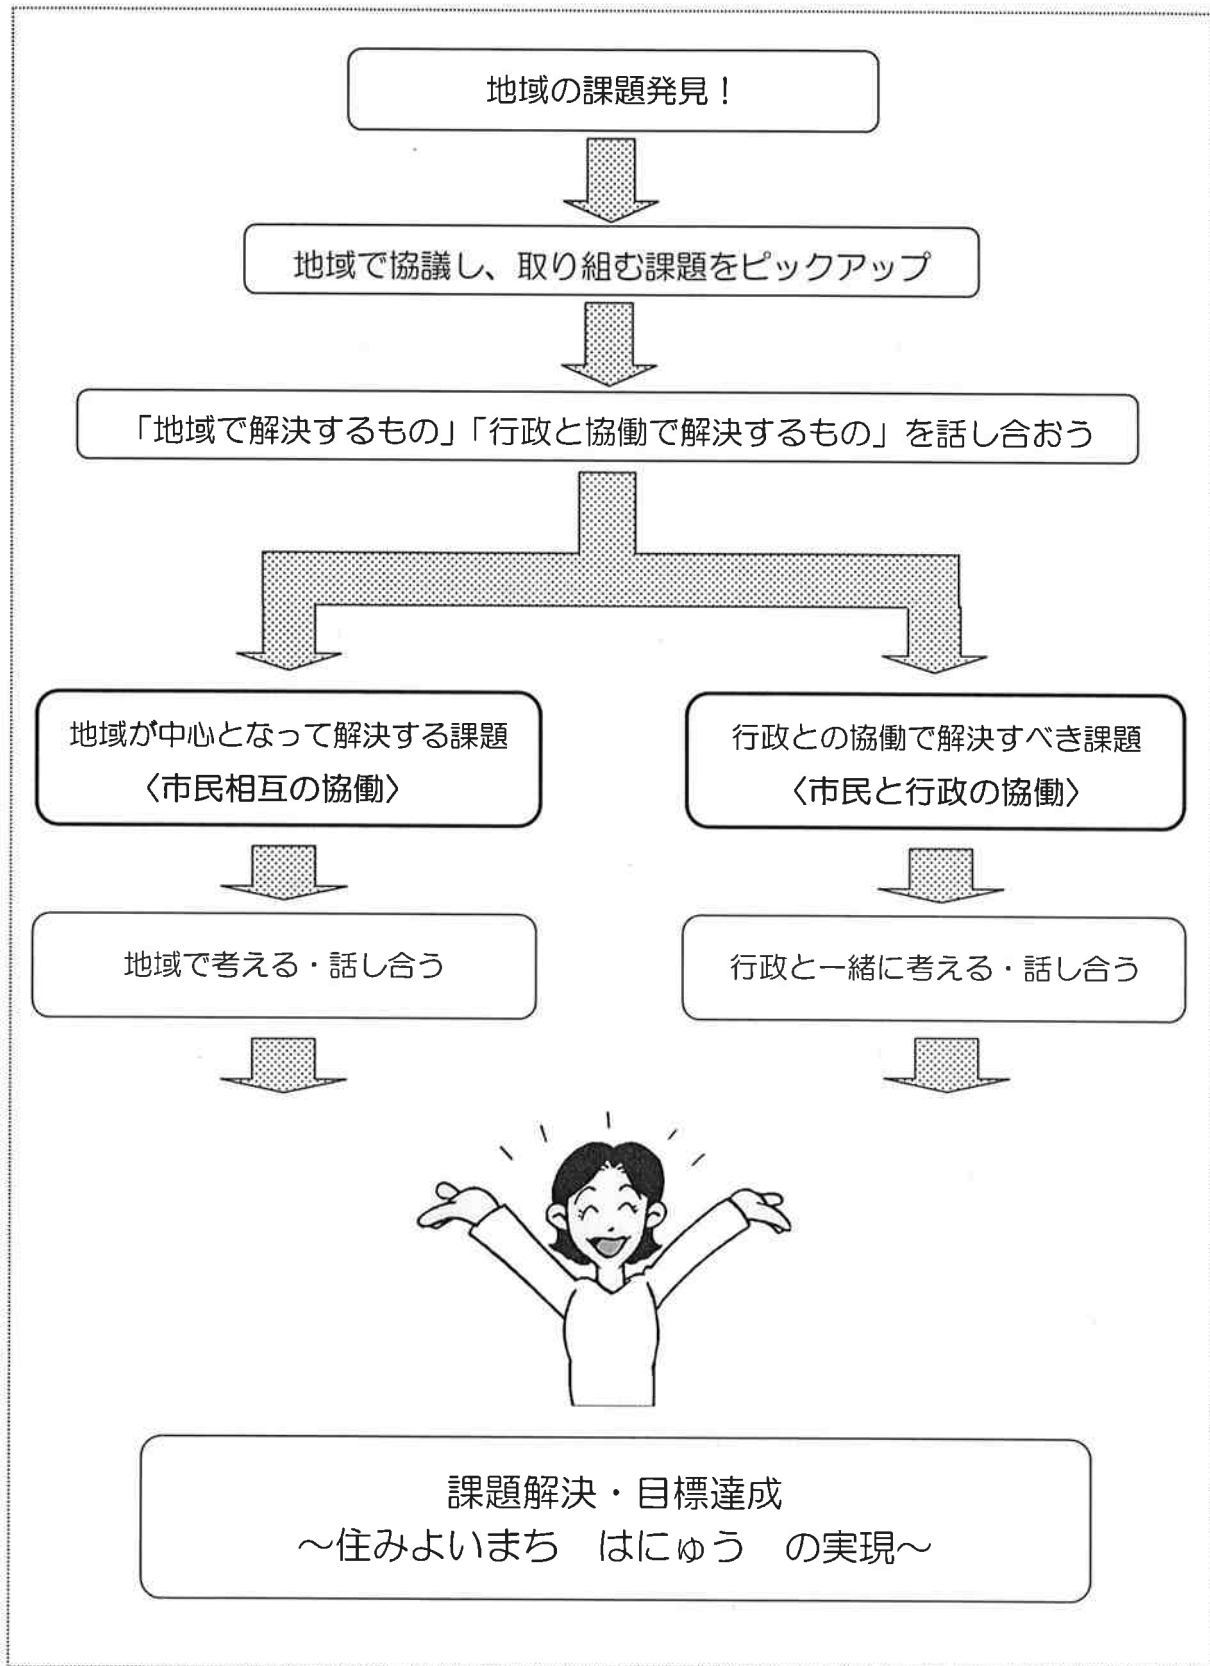 地域の課題発見！
地域で協議し、取り組む課題をピックアップ
「地域で解決するもの」「行政と協働で解決するもの」を話し合おう
地域が中心となって解決する課題
〈市民相互の協働〉
行政との協働で解決すべき課題
〈市民と行政の協働〉
地域で考える・話し合う
行政と一緒に考える・話し合う
課題解決・目標達成
～住みよいまち　はにゅう　の実現～